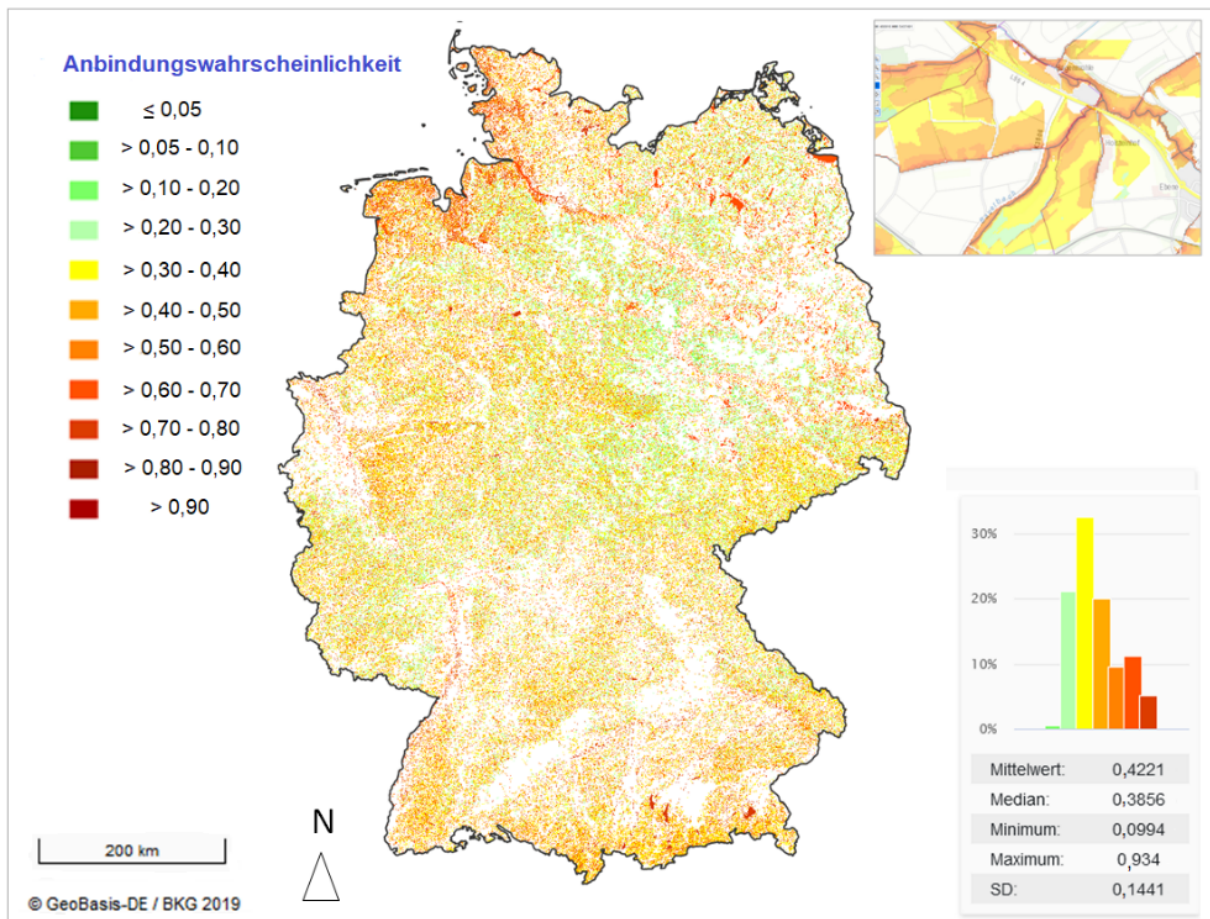 Anbindungswahrscheinlichkeit
≤ 0,05
> 0,05 - 0,10
> 0,10 - 0,20
> 0,20 - 0,30
> 0,30 - 0,40
> 0,40 - 0,50
> 0,50 - 0,60
> 0,60 - 0,70
> 0,70 - 0,80
> 0,80 - 0,90
> 0,90
30%
20%
10%
0%
Mittelwert: 0,4221
Median: 0,3856
Minimum: 0,0994
Maximum: 0,934
SD: 0,1441
200 km
N
© GeoBasis-DE / BKG 2019